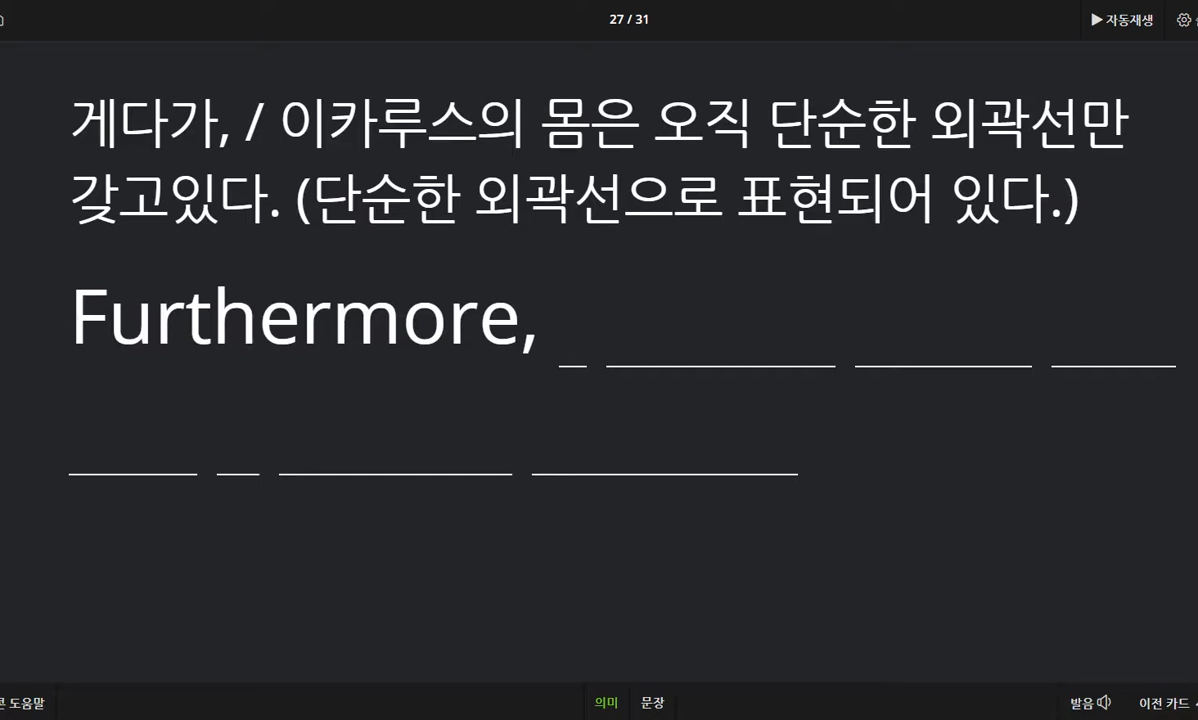 27 / 31
▶ 자동재생
게다가, / 이카루스의 몸은 오직 단순한 외곽선만
갖고있다. (단순한 외곽선으로 표현되어 있다.)
Furthermore,
도움말
의미
문장
발음
이전 카드